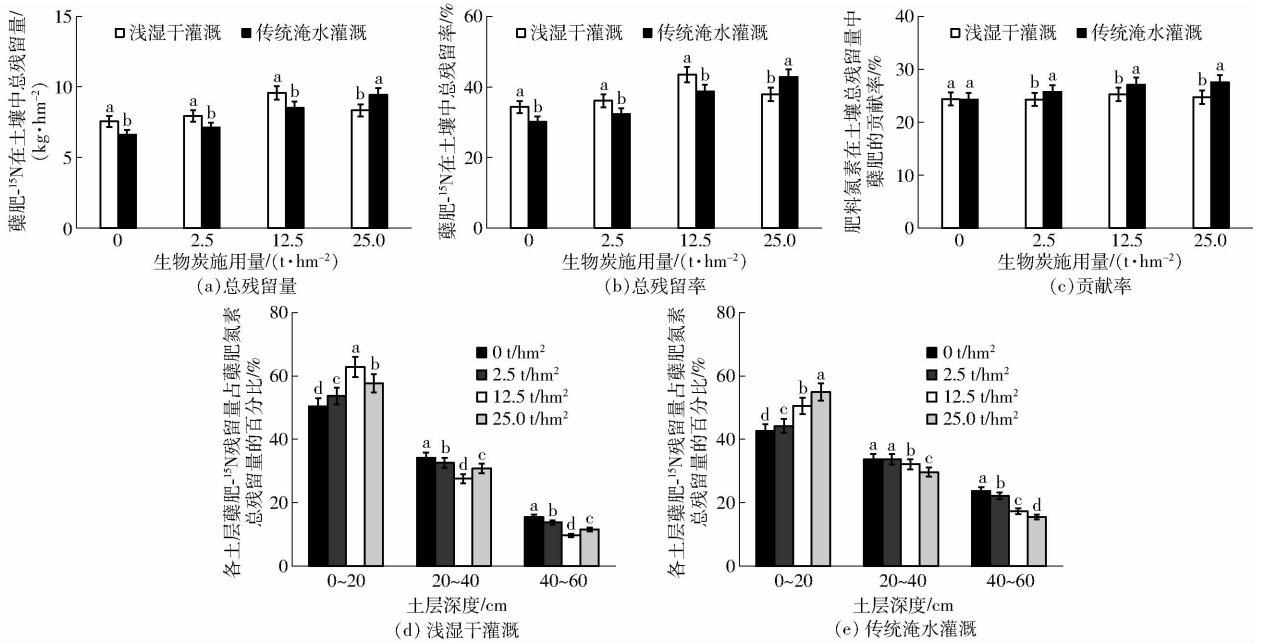 蘖肥-¹⁵N在土壤中总残留量/
(kg·hm⁻²)
15
10
5
0
浅湿干灌溉 传统淹水灌溉
a b a b a b b a
0 2.5 12.5 25.0
生物炭施用量/(t·hm⁻²)
(a)总残留量
蘖肥-¹⁵N在土壤中总残留率/%
60
40
20
0
浅湿干灌溉 传统淹水灌溉
a b a b a b b a
0 2.5 12.5 25.0
生物炭施用量/(t·hm⁻²)
(b)总残留率
肥料氮素在土壤总残留量中
蘖肥的贡献率/%
40
30
20
10
0
浅湿干灌溉 传统淹水灌溉
a a b a b a b a
0 2.5 12.5 25.0
生物炭施用量/(t·hm⁻²)
(c)贡献率
各土层蘖肥-¹⁵N残留量占蘖肥氮素
总残留量的百分比/%
80
60
40
20
0
0 t/hm²
2.5 t/hm²
12.5 t/hm²
25.0 t/hm²
d c a b
a b d c
a b d c
0~20 20~40 40~60
土层深度/cm
(d) 浅湿干灌溉
各土层蘖肥-¹⁵N残留量占蘖肥氮素
总残留量的百分比/%
80
60
40
20
0
0 t/hm²
2.5 t/hm²
12.5 t/hm²
25.0 t/hm²
d c b a
a a b c
a b c d
0~20 20~40 40~60
土层深度/cm
(e) 传统淹水灌溉